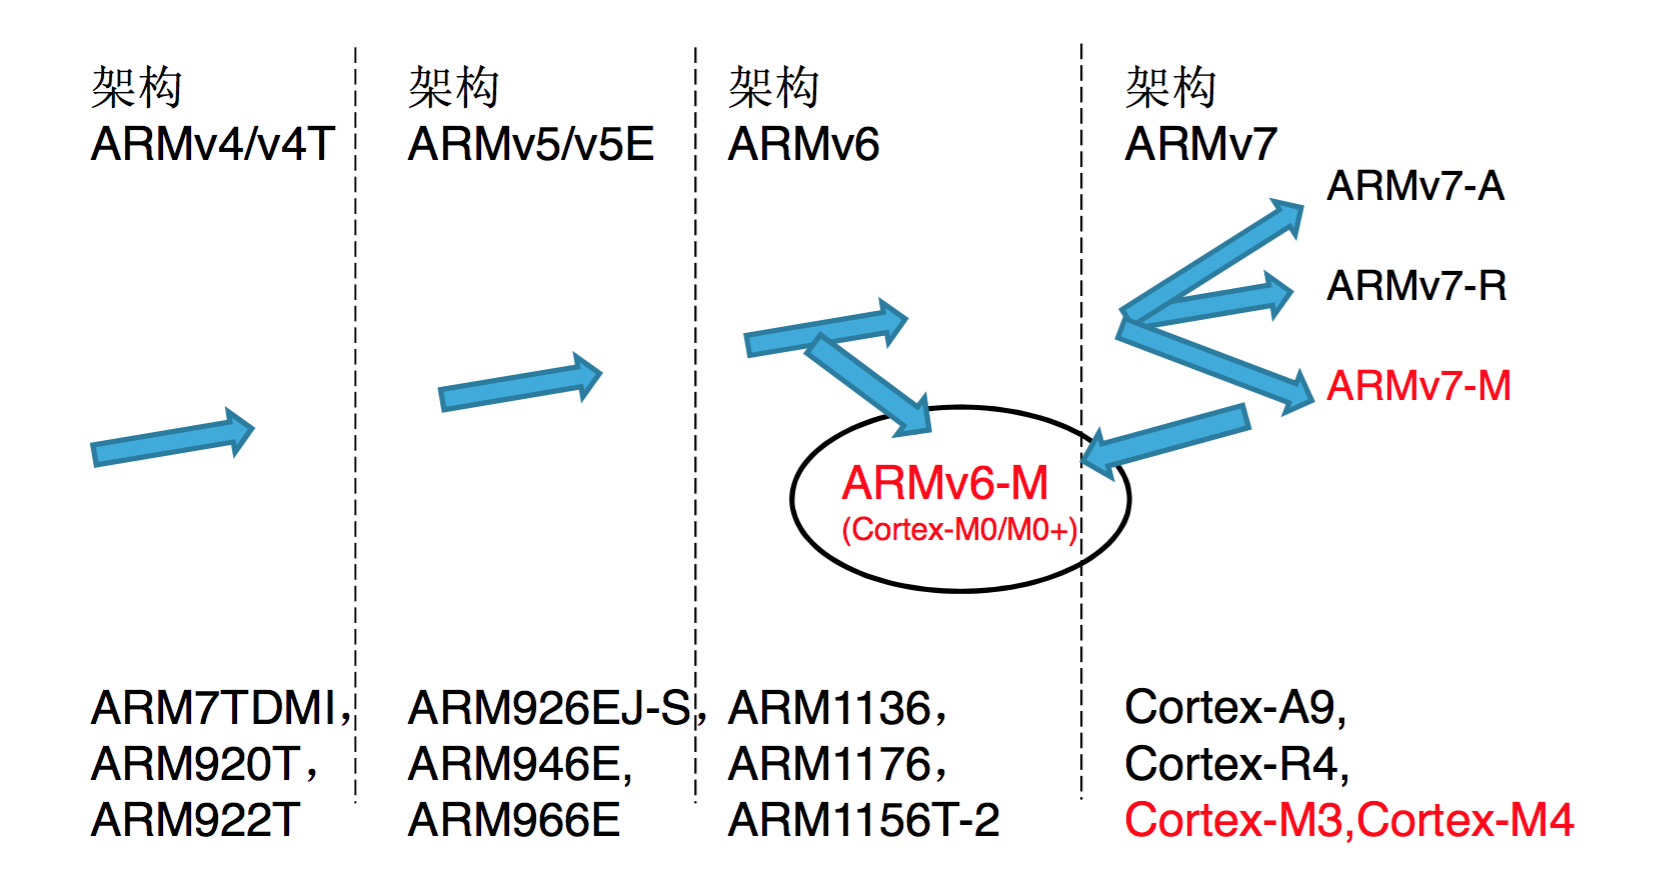 架构
ARMv4/v4T
架构
ARMv5/v5E
架构
ARMv6
架构
ARMv7
ARMv7-A
ARMv7-R
ARMv7-M
ARMv6-M
(Cortex-M0/M0+)
ARM7TDMI，
ARM920T，
ARM922T
ARM926EJ-S，
ARM946E,
ARM966E
ARM1136，
ARM1176，
ARM1156T-2
Cortex-A9,
Cortex-R4,
Cortex-M3,Cortex-M4